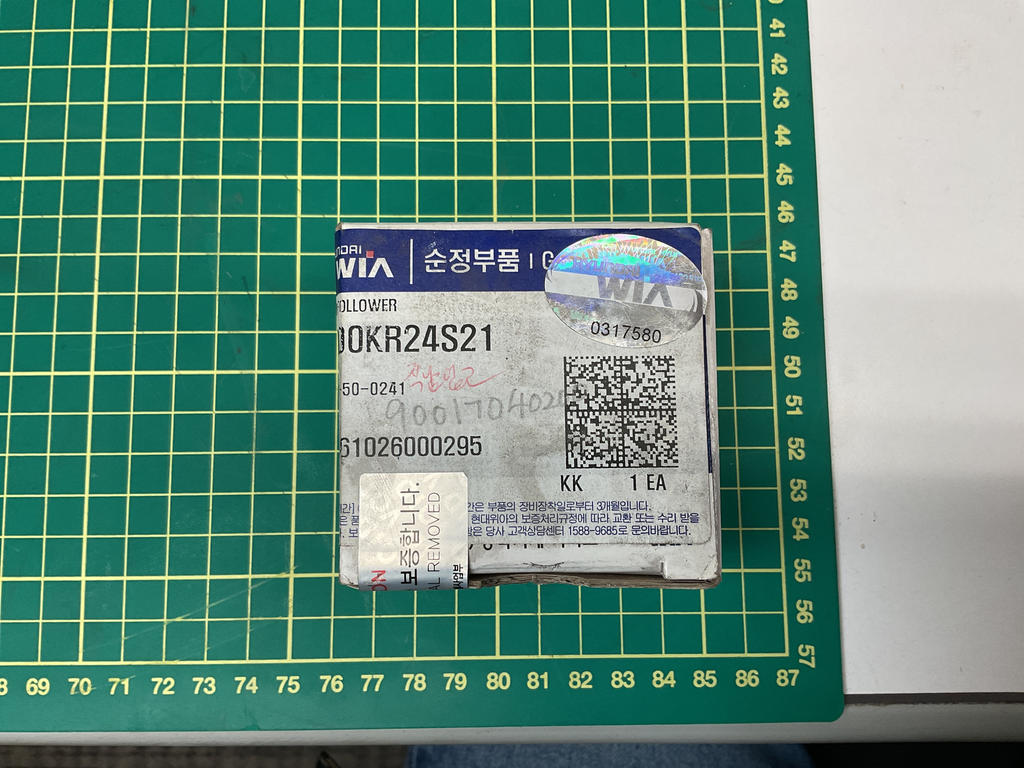 WIA 순정부품 | G
WIA
0317580
FOLLOWER
00KR24S21
-50-0241
61026000295
KK 1 EA
간은 부품의 장비장착일로부터 3개월입니다.
현대위아의 보증처리규정에 따라 교환 또는 수리 받을
당사 고객상담센터 1588-9685로 문의바랍니다.
보증합니다.
REMOVED
41
42
43
44
45
46
47
48
49
50
51
52
53
54
55
56
57
69 70 71 72 73 74 75 76 77 78 79 80 81 82 83 84 85 86 87